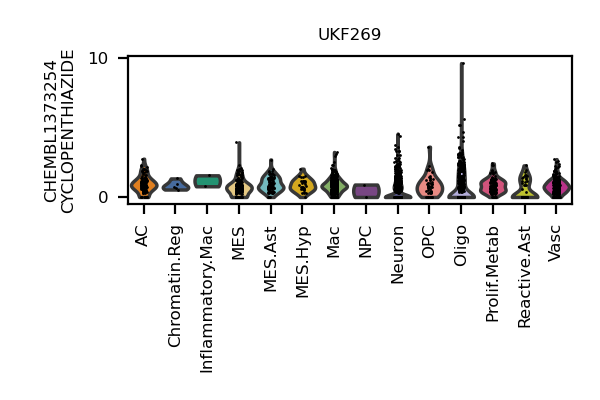 UKF269
CHEMBL1373254
CYCLOPENTHIAZIDE
10
0
AC
Chromatin.Reg
Inflammatory.Mac
MES
MES.Ast
MES.Hyp
Mac
NPC
Neuron
OPC
Oligo
Prolif.Metab
Reactive.Ast
Vasc